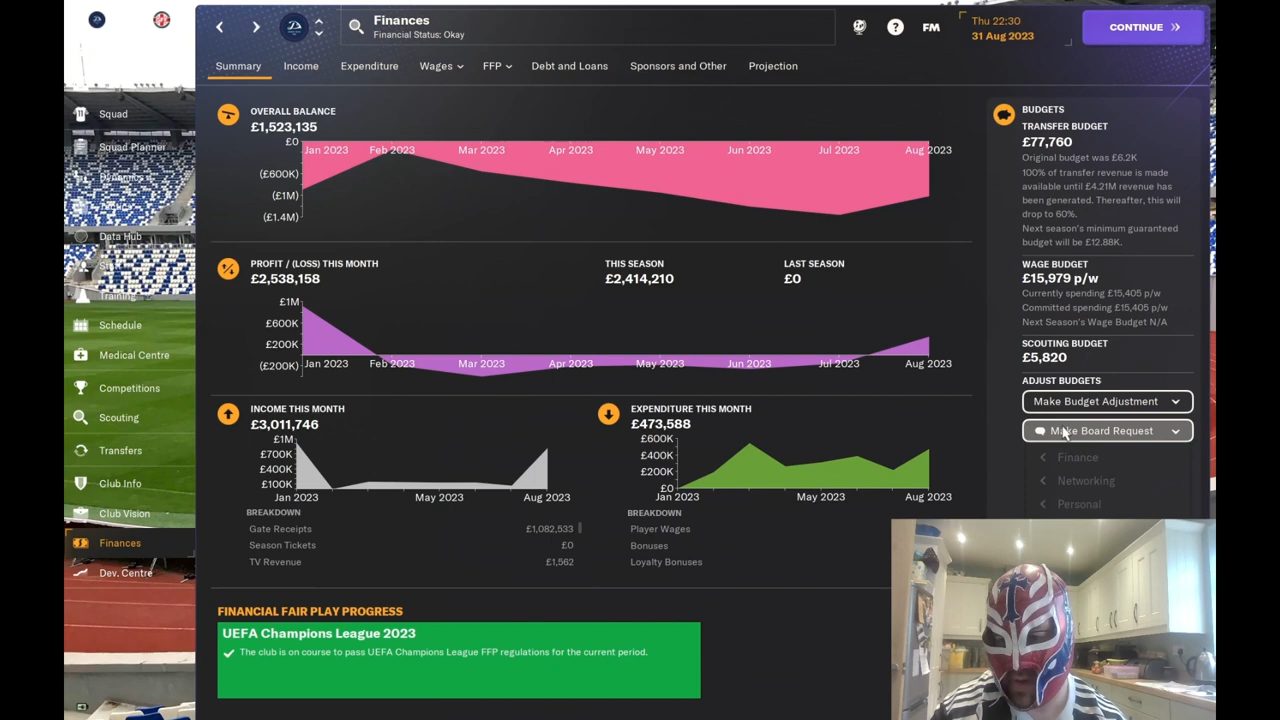 Finances
Financial Status: Okay
FM
Thu 22:30
31 Aug 2023
CONTINUE
Summary
Income
Expenditure
Wages
FFP
Debt and Loans
Sponsors and Other
Projection
Squad
Squad Planner
Dynamics
Data Hub
Training
Schedule
Medical Centre
Competitions
Scouting
Transfers
Club Info
Club Vision
Finances
Dev. Centre
OVERALL BALANCE
£1,523,135
£0
(£600K)
(£1M)
(£1.4M)
Jan 2023 Feb 2023 Mar 2023 Apr 2023 May 2023 Jun 2023 Jul 2023 Aug 2023
PROFIT / (LOSS) THIS MONTH
£2,538,158
THIS SEASON
£2,414,210
LAST SEASON
£0
£1M
£600K
£200K
(£200K)
Jan 2023 Feb 2023 Mar 2023 Apr 2023 May 2023 Jun 2023 Jul 2023 Aug 2023
INCOME THIS MONTH
£3,011,746
£1M
£700K
£400K
£100K
Jan 2023 May 2023 Aug 2023
BREAKDOWN
Gate Receipts £1,082,533
Season Tickets £0
TV Revenue £1,562
EXPENDITURE THIS MONTH
£473,588
£600K
£400K
£200K
£0
Jan 2023 May 2023 Aug 2023
BREAKDOWN
Player Wages
Bonuses
Loyalty Bonuses
FINANCIAL FAIR PLAY PROGRESS
UEFA Champions League 2023
The club is on course to pass UEFA Champions League FFP regulations for the current period.
BUDGETS
TRANSFER BUDGET
£77,760
Original budget was £6.2K
100% of transfer revenue is made
available until £4.21M revenue has
been generated. Thereafter, this will
drop to 60%.
Next season's minimum guaranteed
budget will be £12.88K.
WAGE BUDGET
£15,979 p/w
Currently spending £15,405 p/w
Committed spending £15,405 p/w
Next Season's Wage Budget N/A
SCOUTING BUDGET
£5,820
ADJUST BUDGETS
Make Budget Adjustment
Make Board Request
Finance
Networking
Personal